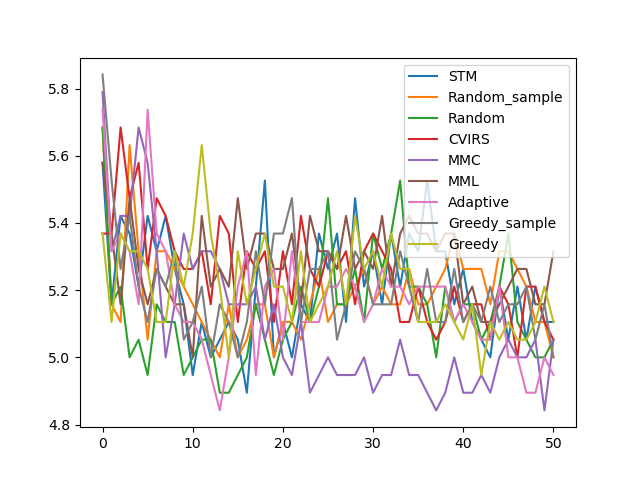 5.8
5.6
5.4
5.2
5.0
4.8
0
10
20
30
40
50
STM
Random_sample
Random
CVIRS
MMC
MML
Adaptive
Greedy_sample
Greedy